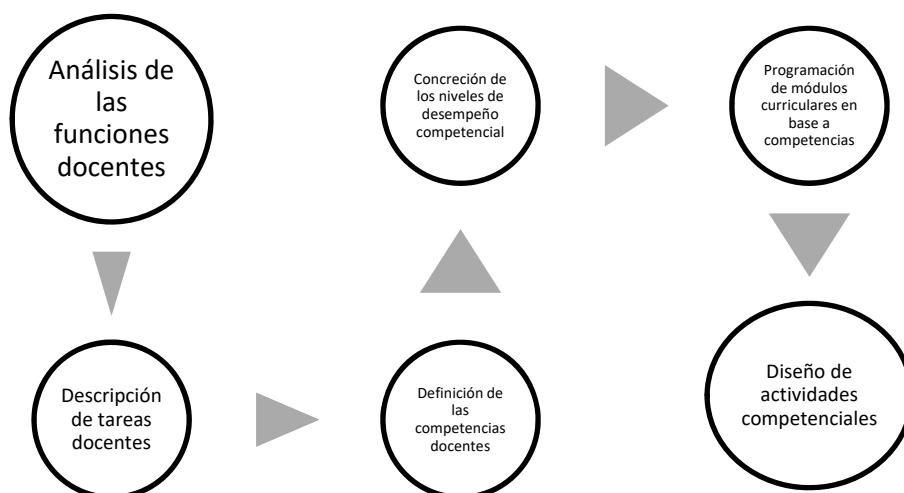 Análisis de
las
funciones
docentes
Descripción
de tareas
docentes
Definición de
las
competencias
docentes
Concreción de
los niveles de
desempeño
competencial
Programación
de módulos
curriculares en
base a
competencias
Diseño de
actividades
competenciales